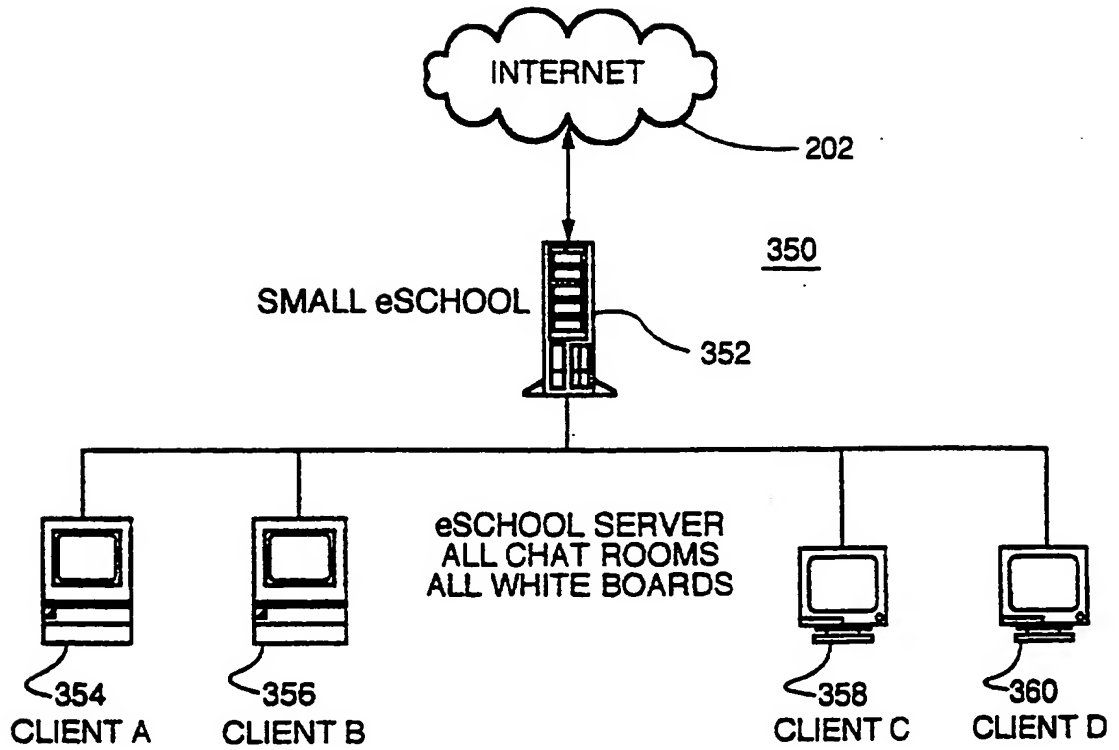 INTERNET
202
350
SMALL eSCHOOL
352
eSCHOOL SERVER
ALL CHAT ROOMS
ALL WHITE BOARDS
354
356
358
360
CLIENT A
CLIENT B
CLIENT C
CLIENT D